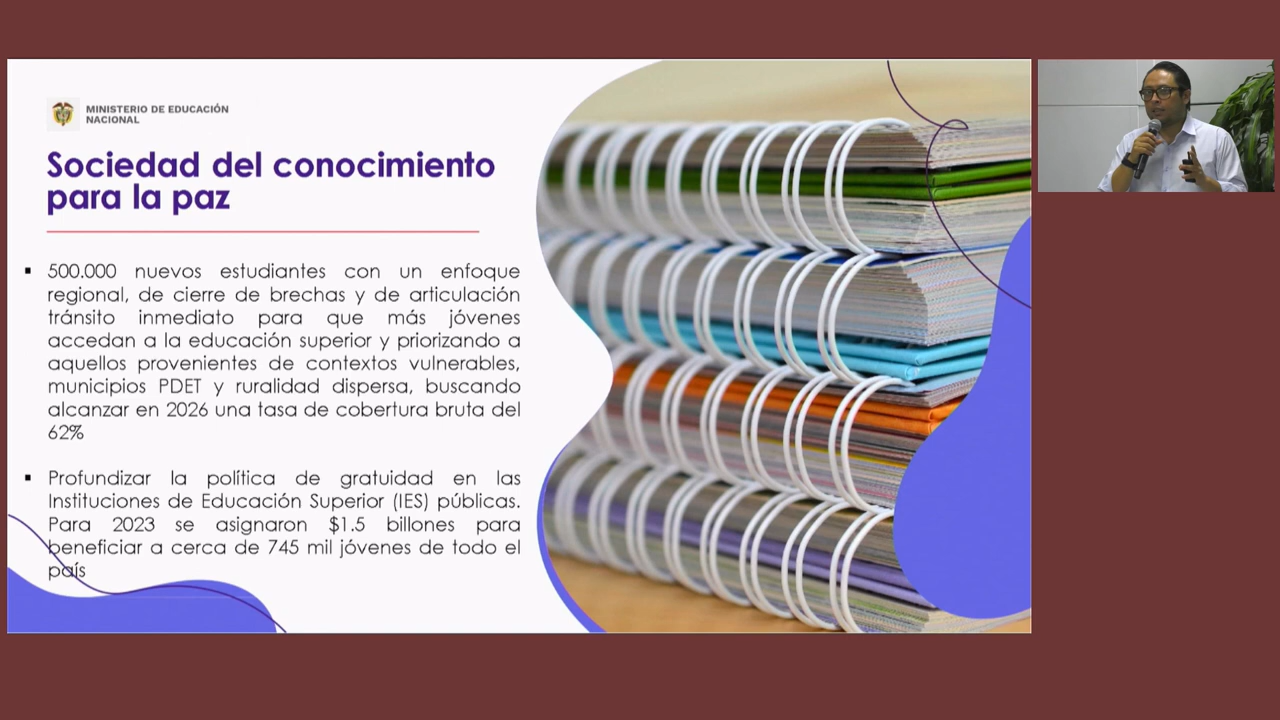 MINISTERIO DE EDUCACIÓN
NACIONAL
Sociedad del conocimiento
para la paz
▪ 500.000 nuevos estudiantes con un enfoque
regional, de cierre de brechas y de articulación
tránsito inmediato para que más jóvenes
accedan a la educación superior y priorizando a
aquellos provenientes de contextos vulnerables,
municipios PDET y ruralidad dispersa, buscando
alcanzar en 2026 una tasa de cobertura bruta del
62%
▪ Profundizar la política de gratuidad en las
Instituciones de Educación Superior (IES) públicas.
Para 2023 se asignaron $1.5 billones para
beneficiar a cerca de 745 mil jóvenes de todo el
país